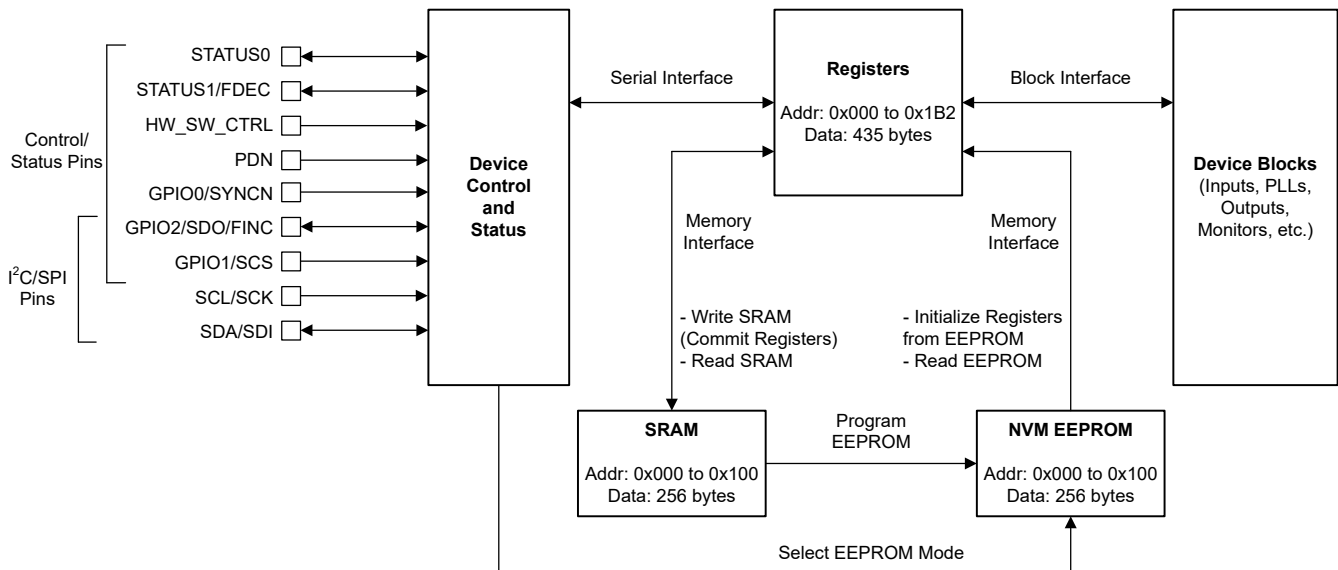 STATUS0
STATUS1/FDEC
HW_SW_CTRL
PDN
GPIO0/SYNCN
GPIO2/SDO/FINC
GPIO1/SCS
SCL/SCK
SDA/SDI
Control/
Status Pins
I²C/SPI
Pins
Device
Control
and
Status
Serial Interface
Registers
Addr: 0x000 to 0x1B2
Data: 435 bytes
Block Interface
Device Blocks
(Inputs, PLLs,
Outputs,
Monitors, etc.)
Memory
Interface
Memory
Interface
- Write SRAM
(Commit Registers)
- Read SRAM
- Initialize Registers
from EEPROM
- Read EEPROM
SRAM
Addr: 0x000 to 0x100
Data: 256 bytes
Program
EEPROM
NVM EEPROM
Addr: 0x000 to 0x100
Data: 256 bytes
Select EEPROM Mode